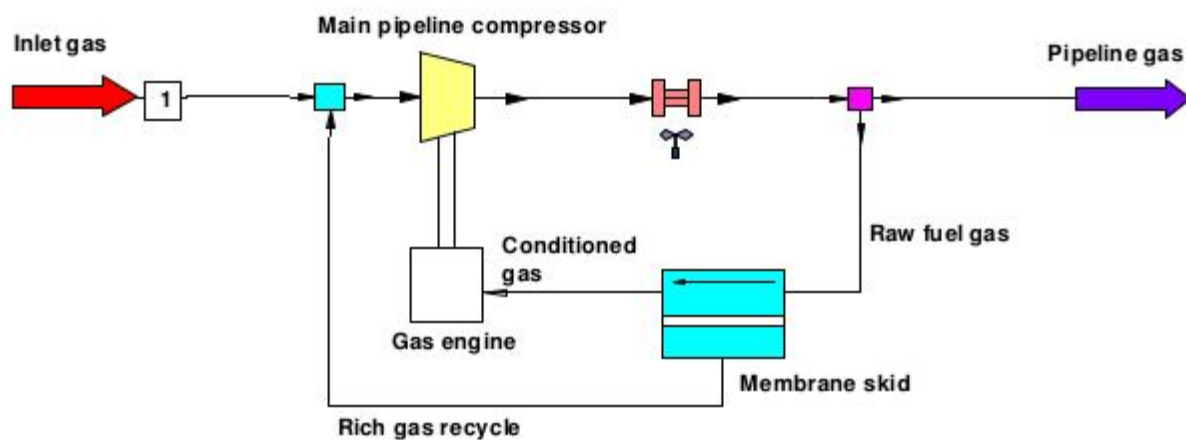 Main pipeline compressor
Inlet gas
Pipeline gas
1
Raw fuel gas
Conditioned
gas
Gas engine
Membrane skid
Rich gas recycle